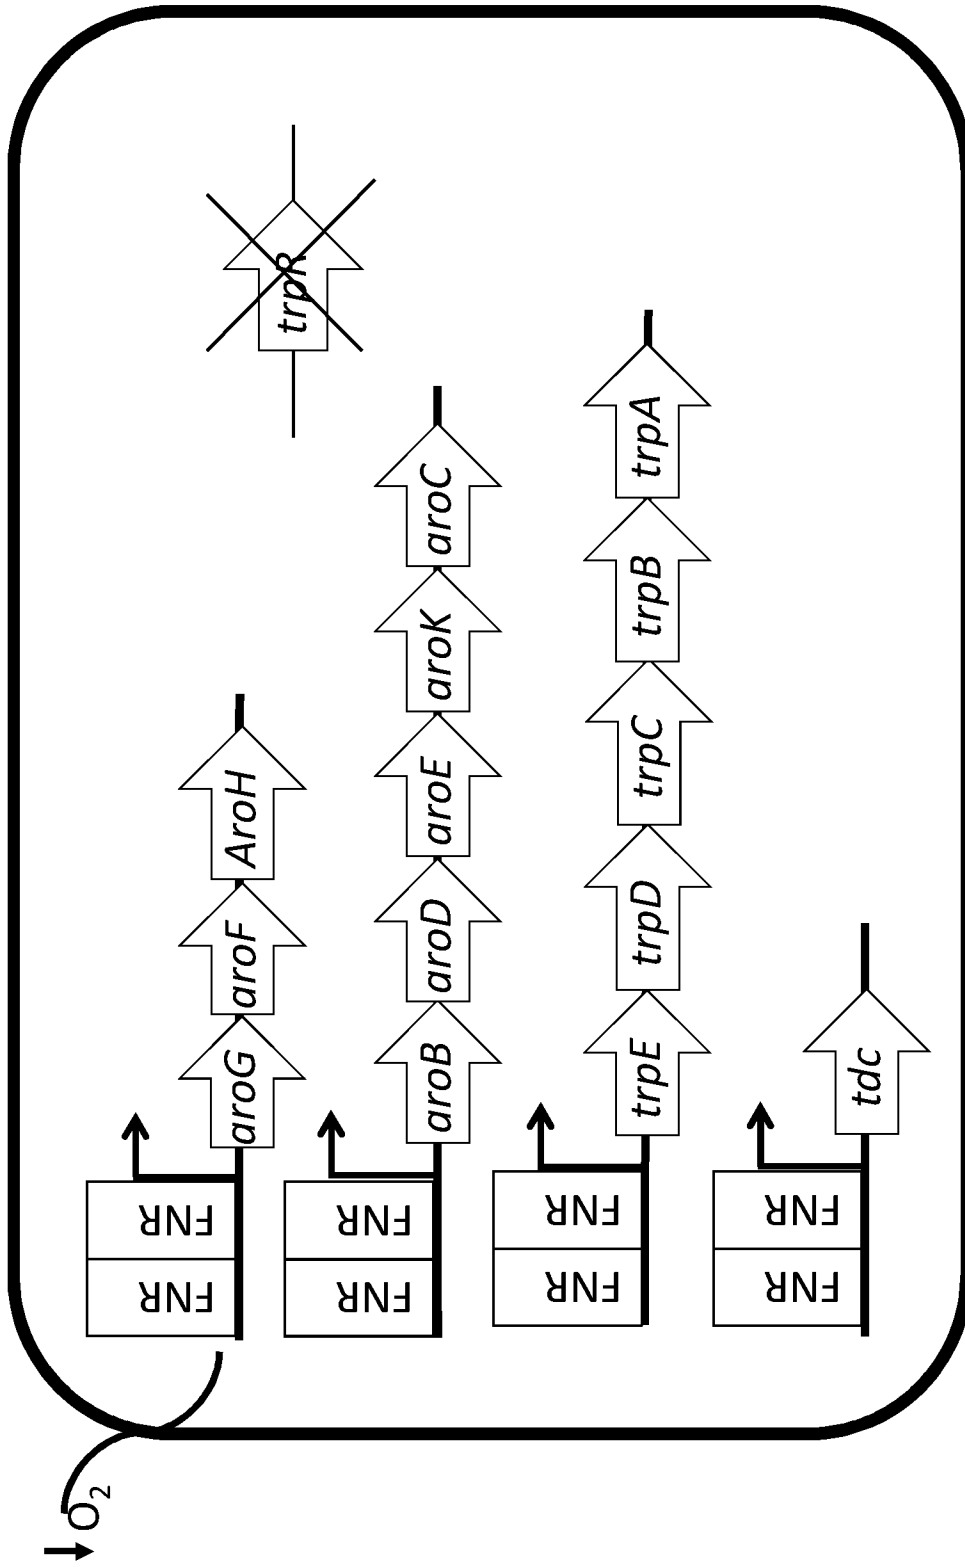 O₂
FNR FNR aroG aroF AroH
trpR
FNR FNR aroB aroD aroE aroK aroC
FNR FNR trpE trpD trpC trpB trpA
FNR FNR tdc